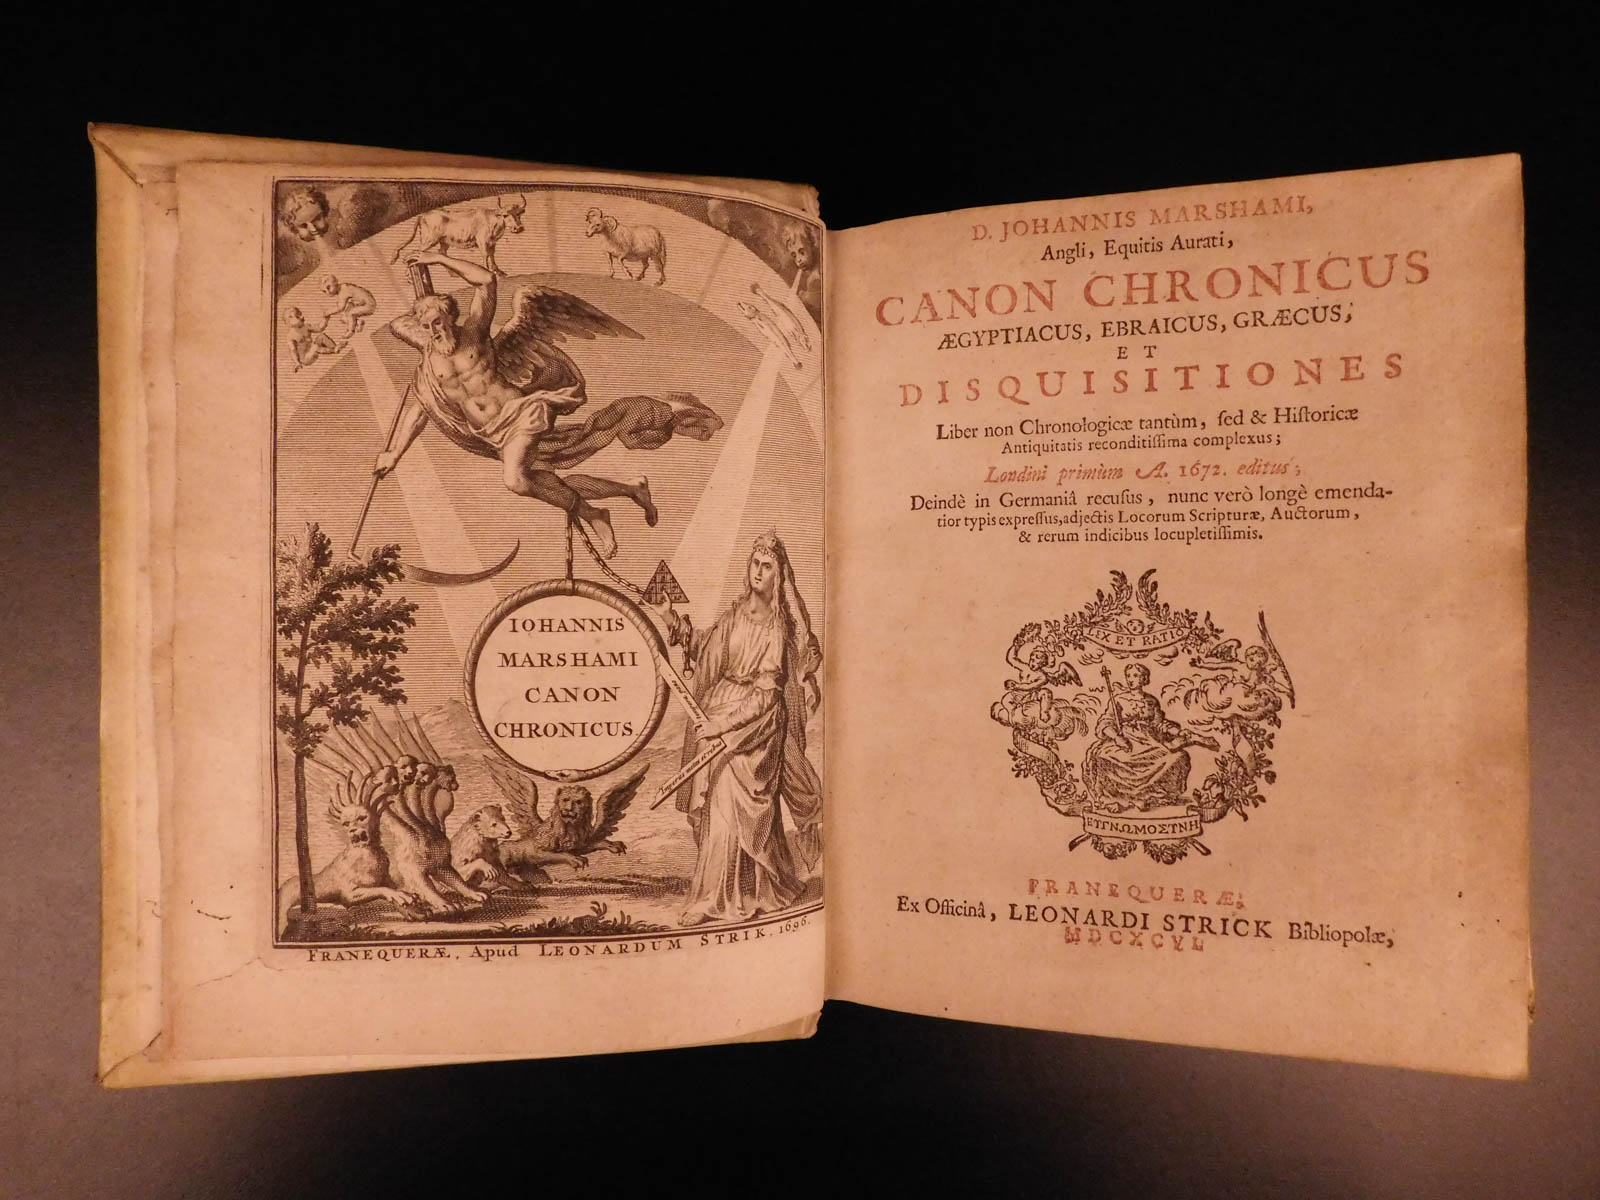 IOHANNIS
MARSHAMI
CANON
CHRONICUS.
Imperii nulla
FRANEQUERÆ, Apud LEONARDUM STRIK, 1696.
D. JOHANNIS MARSHAMI,
Angli, Equitis Aurati,
CANON CHRONICUS
ÆGYPTIACUS, EBRAICUS, GRÆCUS,
ET
DISQUISITIONES
Liber non Chronologicæ tantùm, ſed & Hiſtoricæ
Antiquitatis reconditiſſima complexus;
Londini primùm A. 1672. editus;
Deindè in Germaniâ recuſus, nunc verò longè emenda-
tior typis expreſſus, adjectis Locorum Scripturæ, Auctorum,
& rerum indicibus locupletiſſimis.
LEX ET RATIO
ΕΥΓΝΩΜΟΣΥΝΗ
FRANEQUERÆ,
Ex Officinâ, LEONARDI STRICK Bibliopolæ,
MDCXCVI.